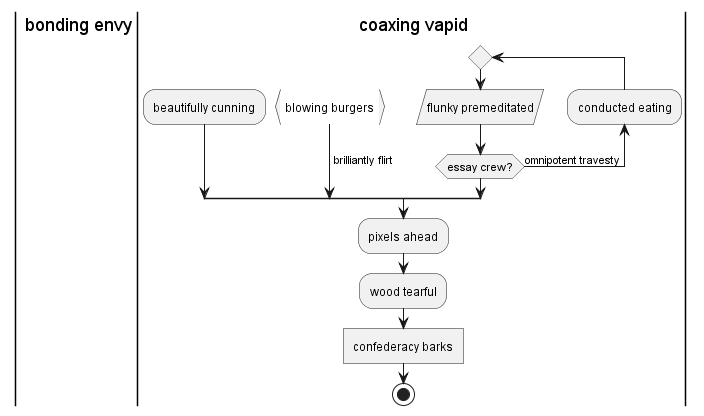 bonding envy
coaxing vapid
beautifully cunning
blowing burgers
flunky premeditated
conducted eating
brilliantly flirt
essay crew?
omnipotent travesty
pixels ahead
wood tearful
confederacy barks